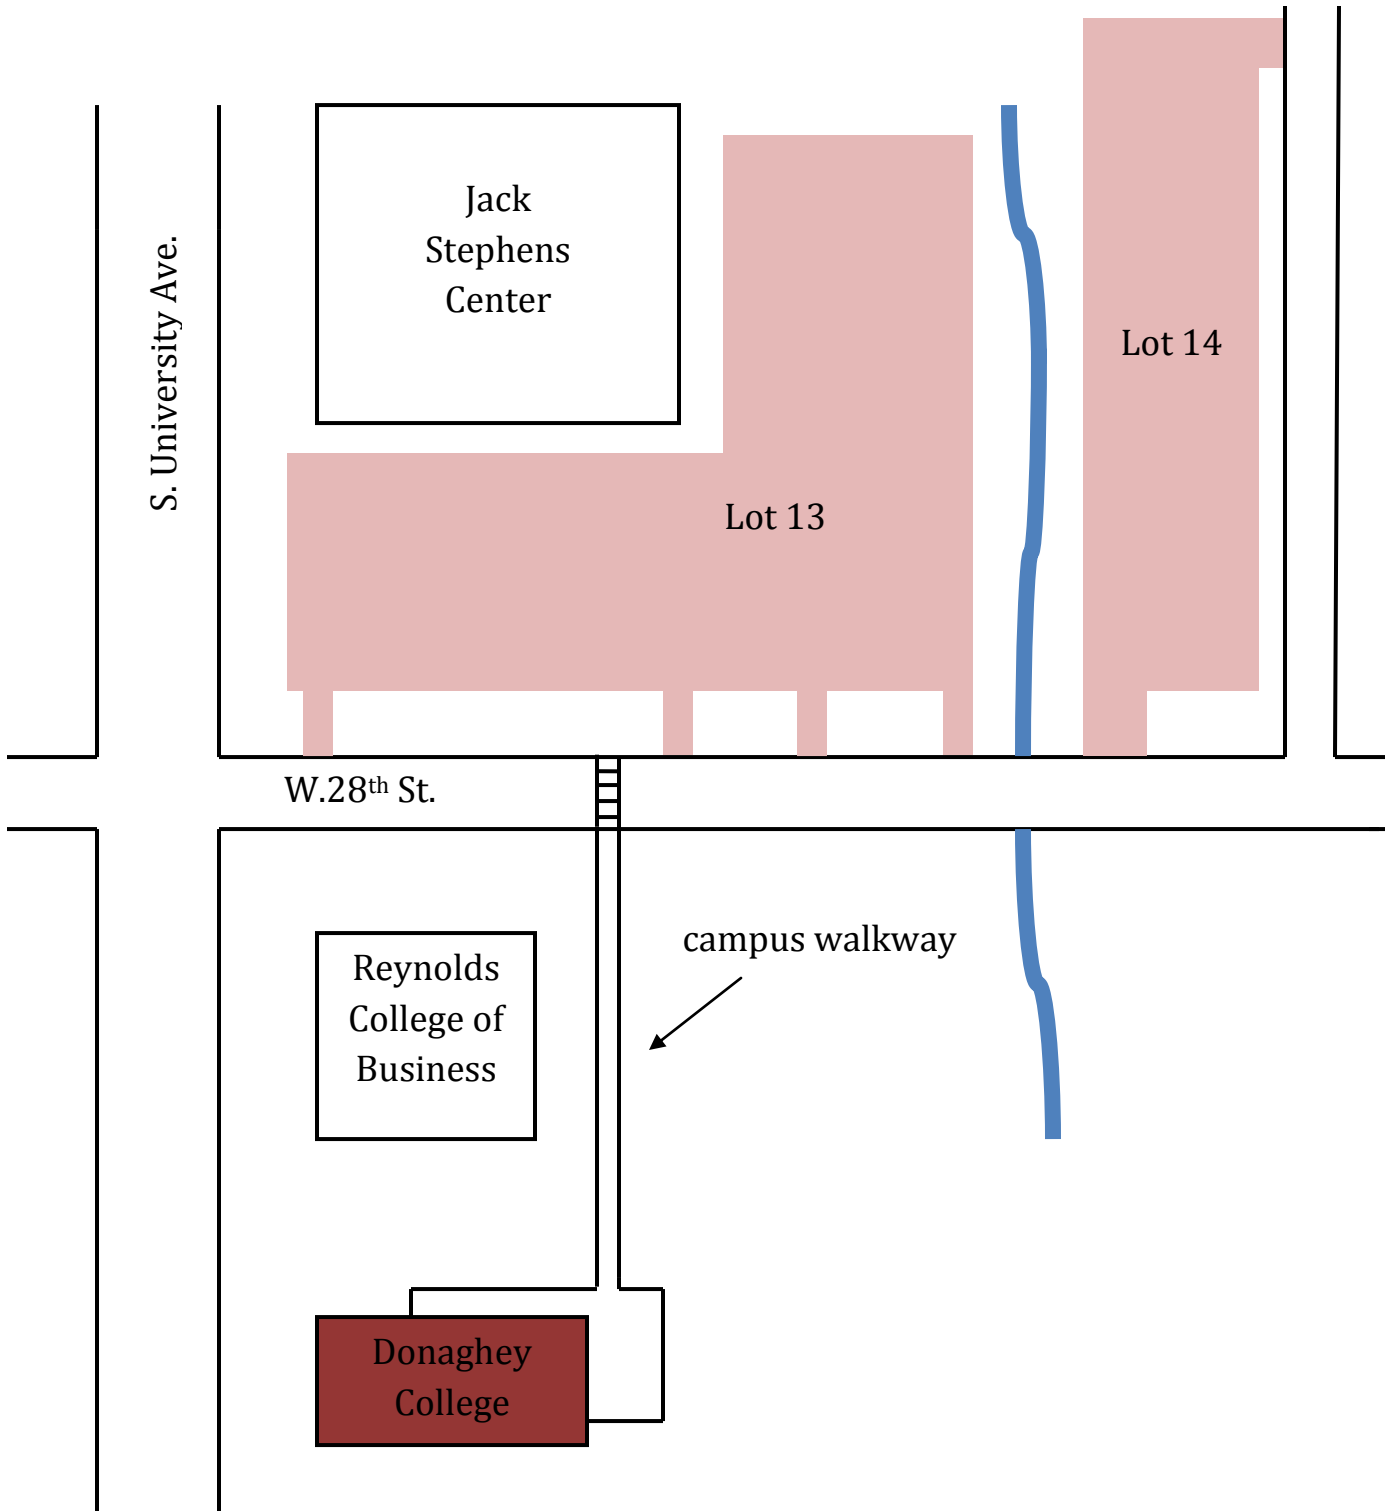 Jack
Stephens
Center
S. University Ave.
Lot 14
Lot 13
W.28th St.
campus walkway
Reynolds
College of
Business
Donaghey
College